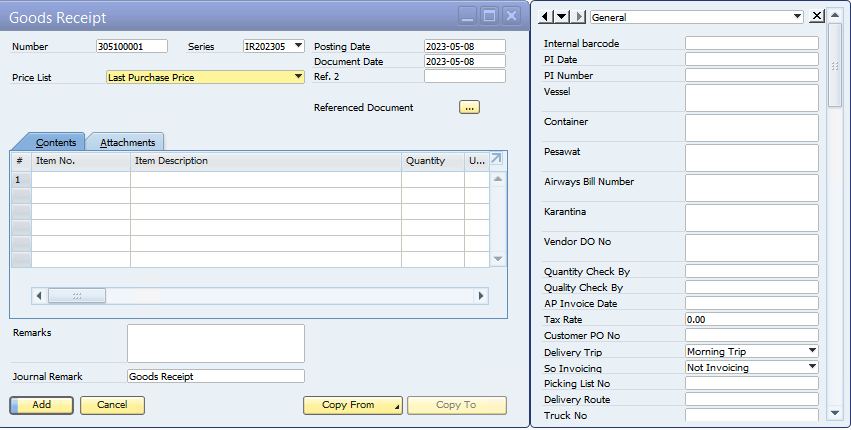 Goods Receipt
Number 305100001 Series IR202305 Posting Date 2023-05-08
Document Date 2023-05-08
Price List Last Purchase Price Ref. 2
Referenced Document ...
Contents Attachments
# Item No. Item Description Quantity U...
1
Remarks
Journal Remark Goods Receipt
Add Cancel Copy From Copy To
General
Internal barcode
PI Date
PI Number
Vessel
Container
Pesawat
Airways Bill Number
Karantina
Vendor DO No
Quantity Check By
Quality Check By
AP Invoice Date
Tax Rate 0.00
Customer PO No
Delivery Trip Morning Trip
So Invoicing Not Invoicing
Picking List No
Delivery Route
Truck No